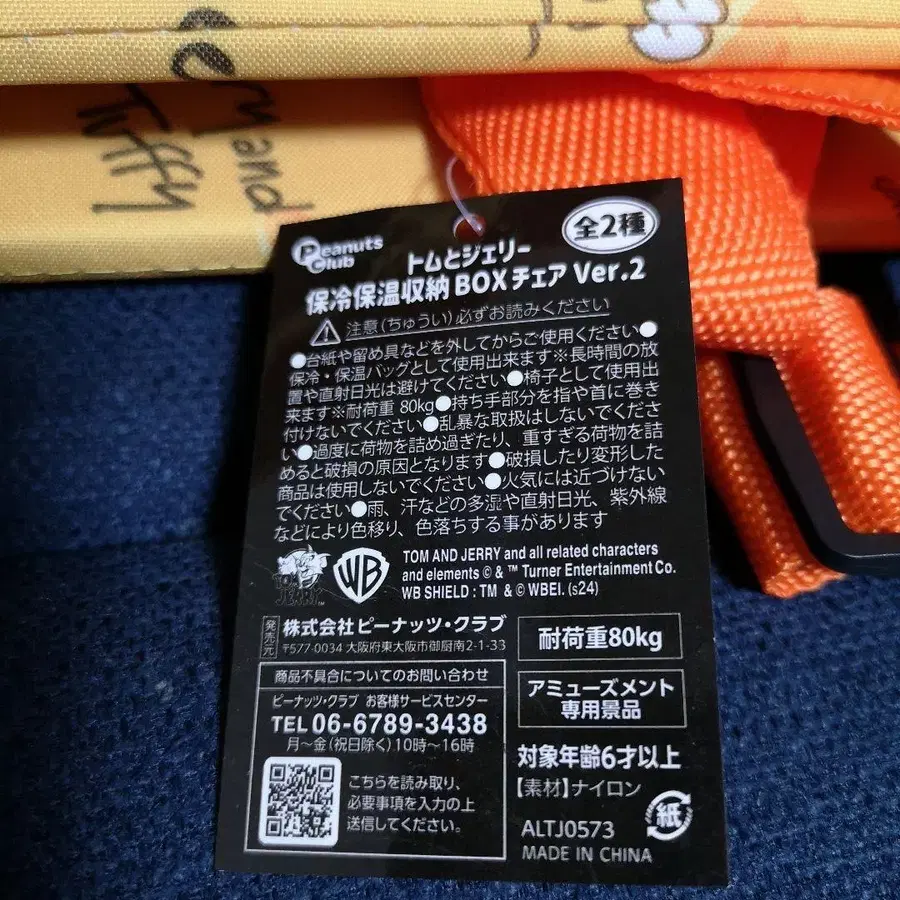 Tuffy
and
Peanuts Club
全2種
トムとジェリー
保冷保温収納BOXチェア Ver.2
注意(ちゅうい)必ずお読みください
●台紙や留め具などを外してからご使用ください●
保冷・保温バッグとして使用出来ます※長時間の放
置や直射日光は避けてください●椅子として使用出
来ます※耐荷重 80kg●持ち手部分を指や首に巻き
付けないでください●乱暴な取扱はしないでくださ
い●過度に荷物を詰め過ぎたり、重すぎる荷物を詰
めると破損の原因となります●破損したり変形した
商品は使用しないでください●火気には近づけない
でください●雨、汗などの多湿や直射日光、紫外線
などにより色移り、色落ちする事があります
TOM AND JERRY
WB
TOM AND JERRY and all related characters
and elements © & ™ Turner Entertainment Co.
WB SHIELD : TM & © WBEI. (s24)
発売元
株式会社ピーナッツ・クラブ
〒577-0034 大阪府東大阪市御厨南2-1-33
商品不具合についてのお問い合わせ
ピーナッツ・クラブ お客様サービスセンター
TEL 06-6789-3438
月〜金(祝日除く)10時〜16時
こちらを読み取り、
必要事項を入力の上
送信してください。
耐荷重80kg
アミューズメント
専用景品
対象年齢6才以上
【素材】ナイロン
紙
ALTJ0573
MADE IN CHINA